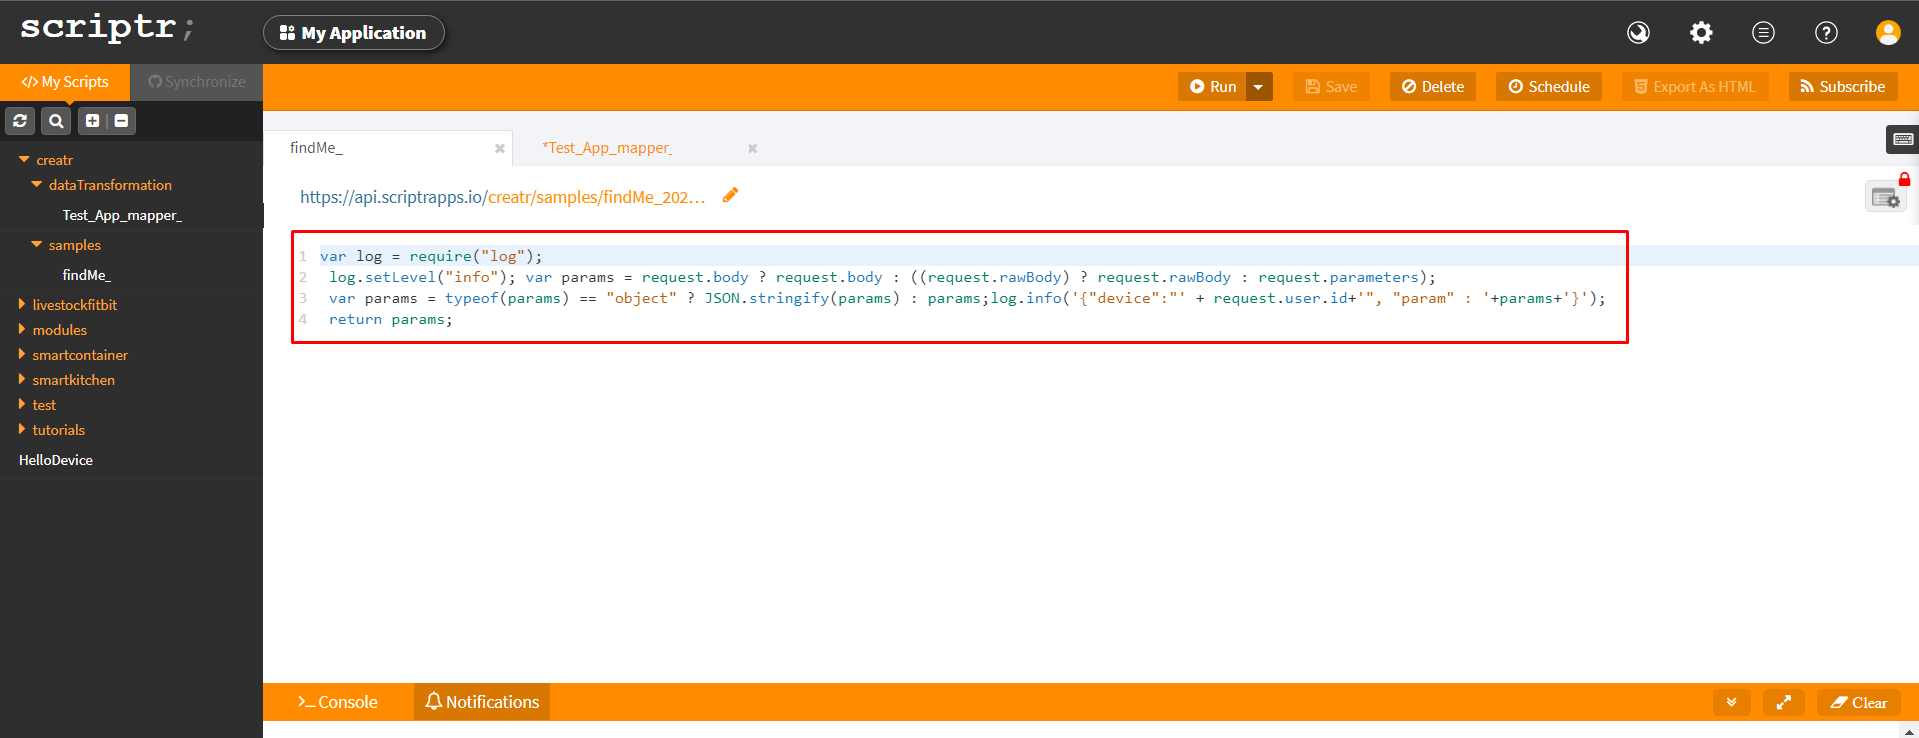 scriptr;
My Application
</> My Scripts
Synchronize
Run
Save
Delete
Schedule
Export As HTML
Subscribe
creatr
dataTransformation
Test_App_mapper_
samples
findMe_
livestockfitbit
modules
smartcontainer
smartkitchen
test
tutorials
HelloDevice
findMe_
*Test_App_mapper_
https://api.scriptrapps.io/creatr/samples/findMe_202...
1 var log = require("log");
2 log.setLevel("info"); var params = request.body ? request.body : ((request.rawBody) ? request.rawBody : request.parameters);
3 var params = typeof(params) == "object" ? JSON.stringify(params) : params;log.info('{"device":"' + request.user.id+'", "param" : '+params+'}');
4 return params;
>_ Console
Notifications
Clear